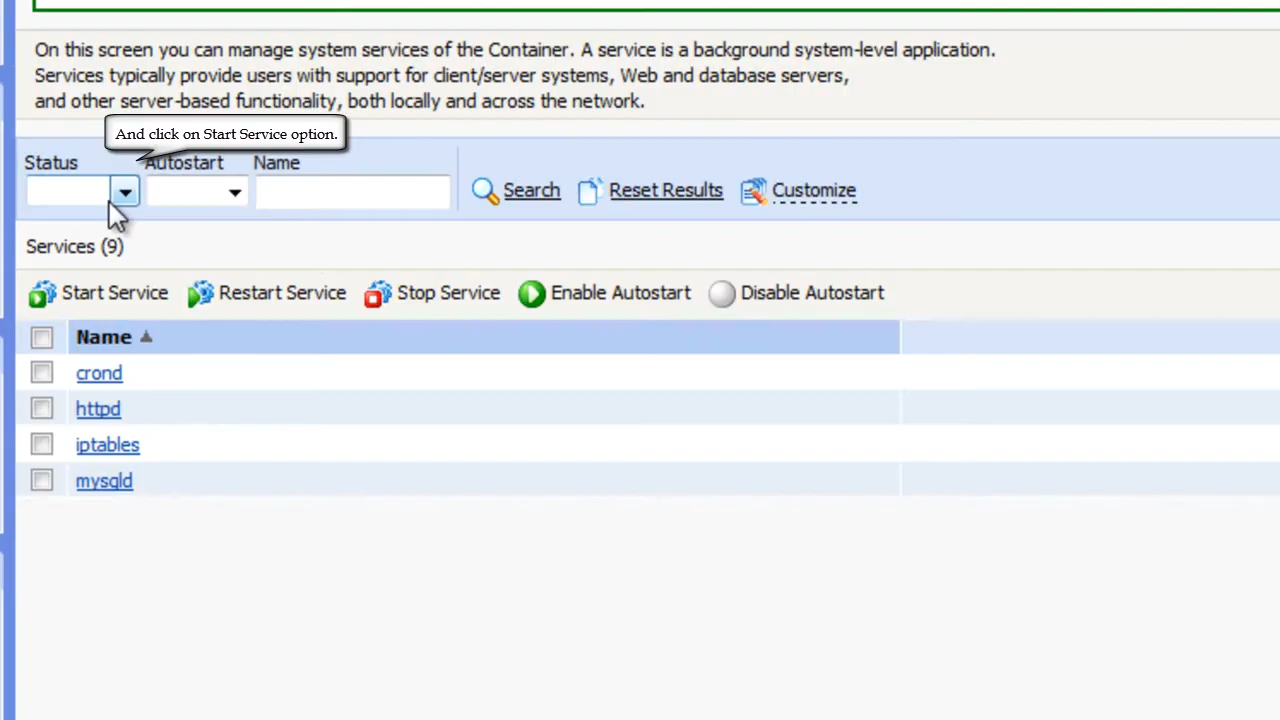 On this screen you can manage system services of the Container. A service is a background system-level application.
Services typically provide users with support for client/server systems, Web and database servers,
and other server-based functionality, both locally and across the network.
And click on Start Service option.
Status Autostart Name
Search Reset Results Customize
Services (9)
Start Service Restart Service Stop Service Enable Autostart Disable Autostart
Name
crond
httpd
iptables
mysqld